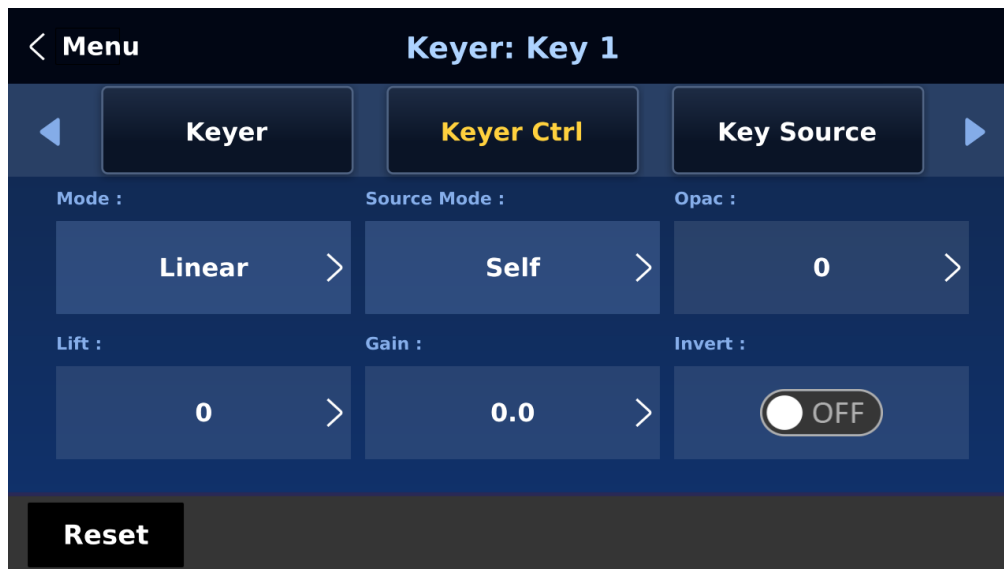 Menu
Keyer: Key 1
Keyer
Keyer Ctrl
Key Source
Mode :
Source Mode :
Opac :
Linear
Self
0
Lift :
Gain :
Invert :
0
0.0
OFF
Reset